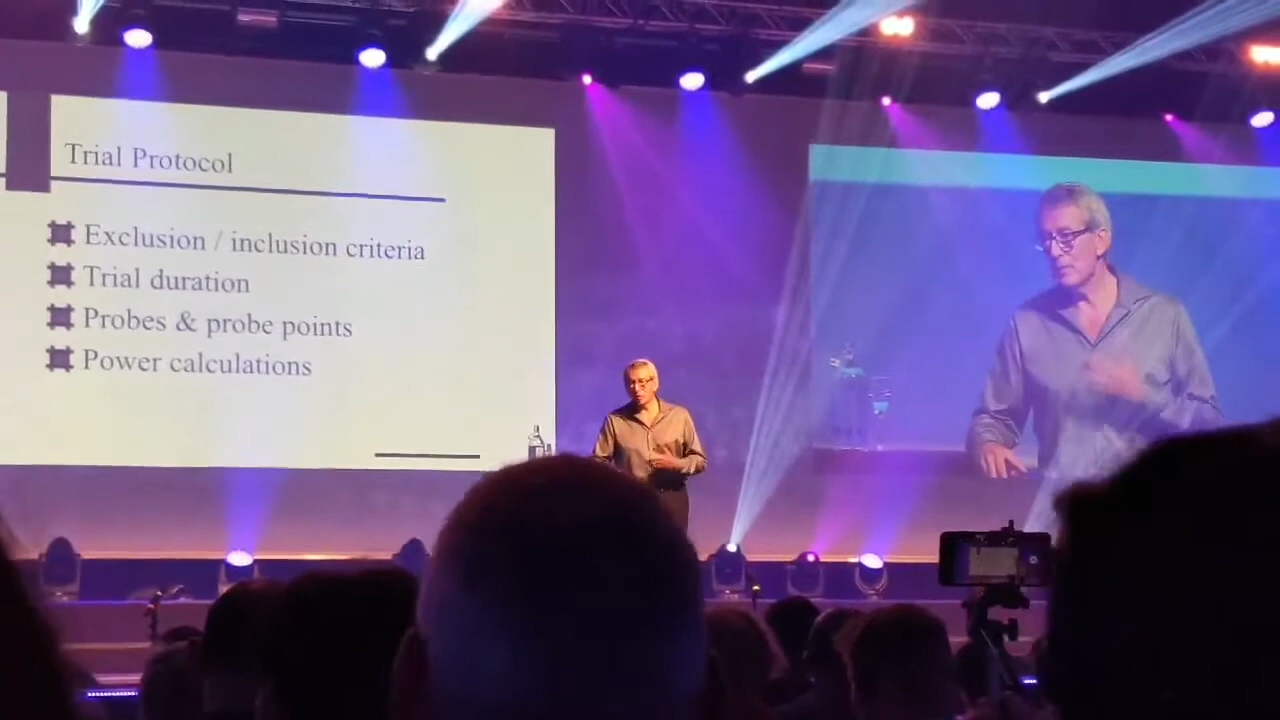 Trial Protocol
Exclusion / inclusion criteria
Trial duration
Probes & probe points
Power calculations